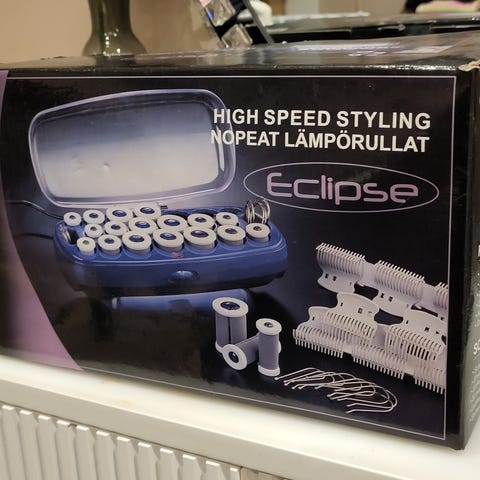 HIGH SPEED STYLING
NOPEAT LÄMPÖRULLAT
Eclipse